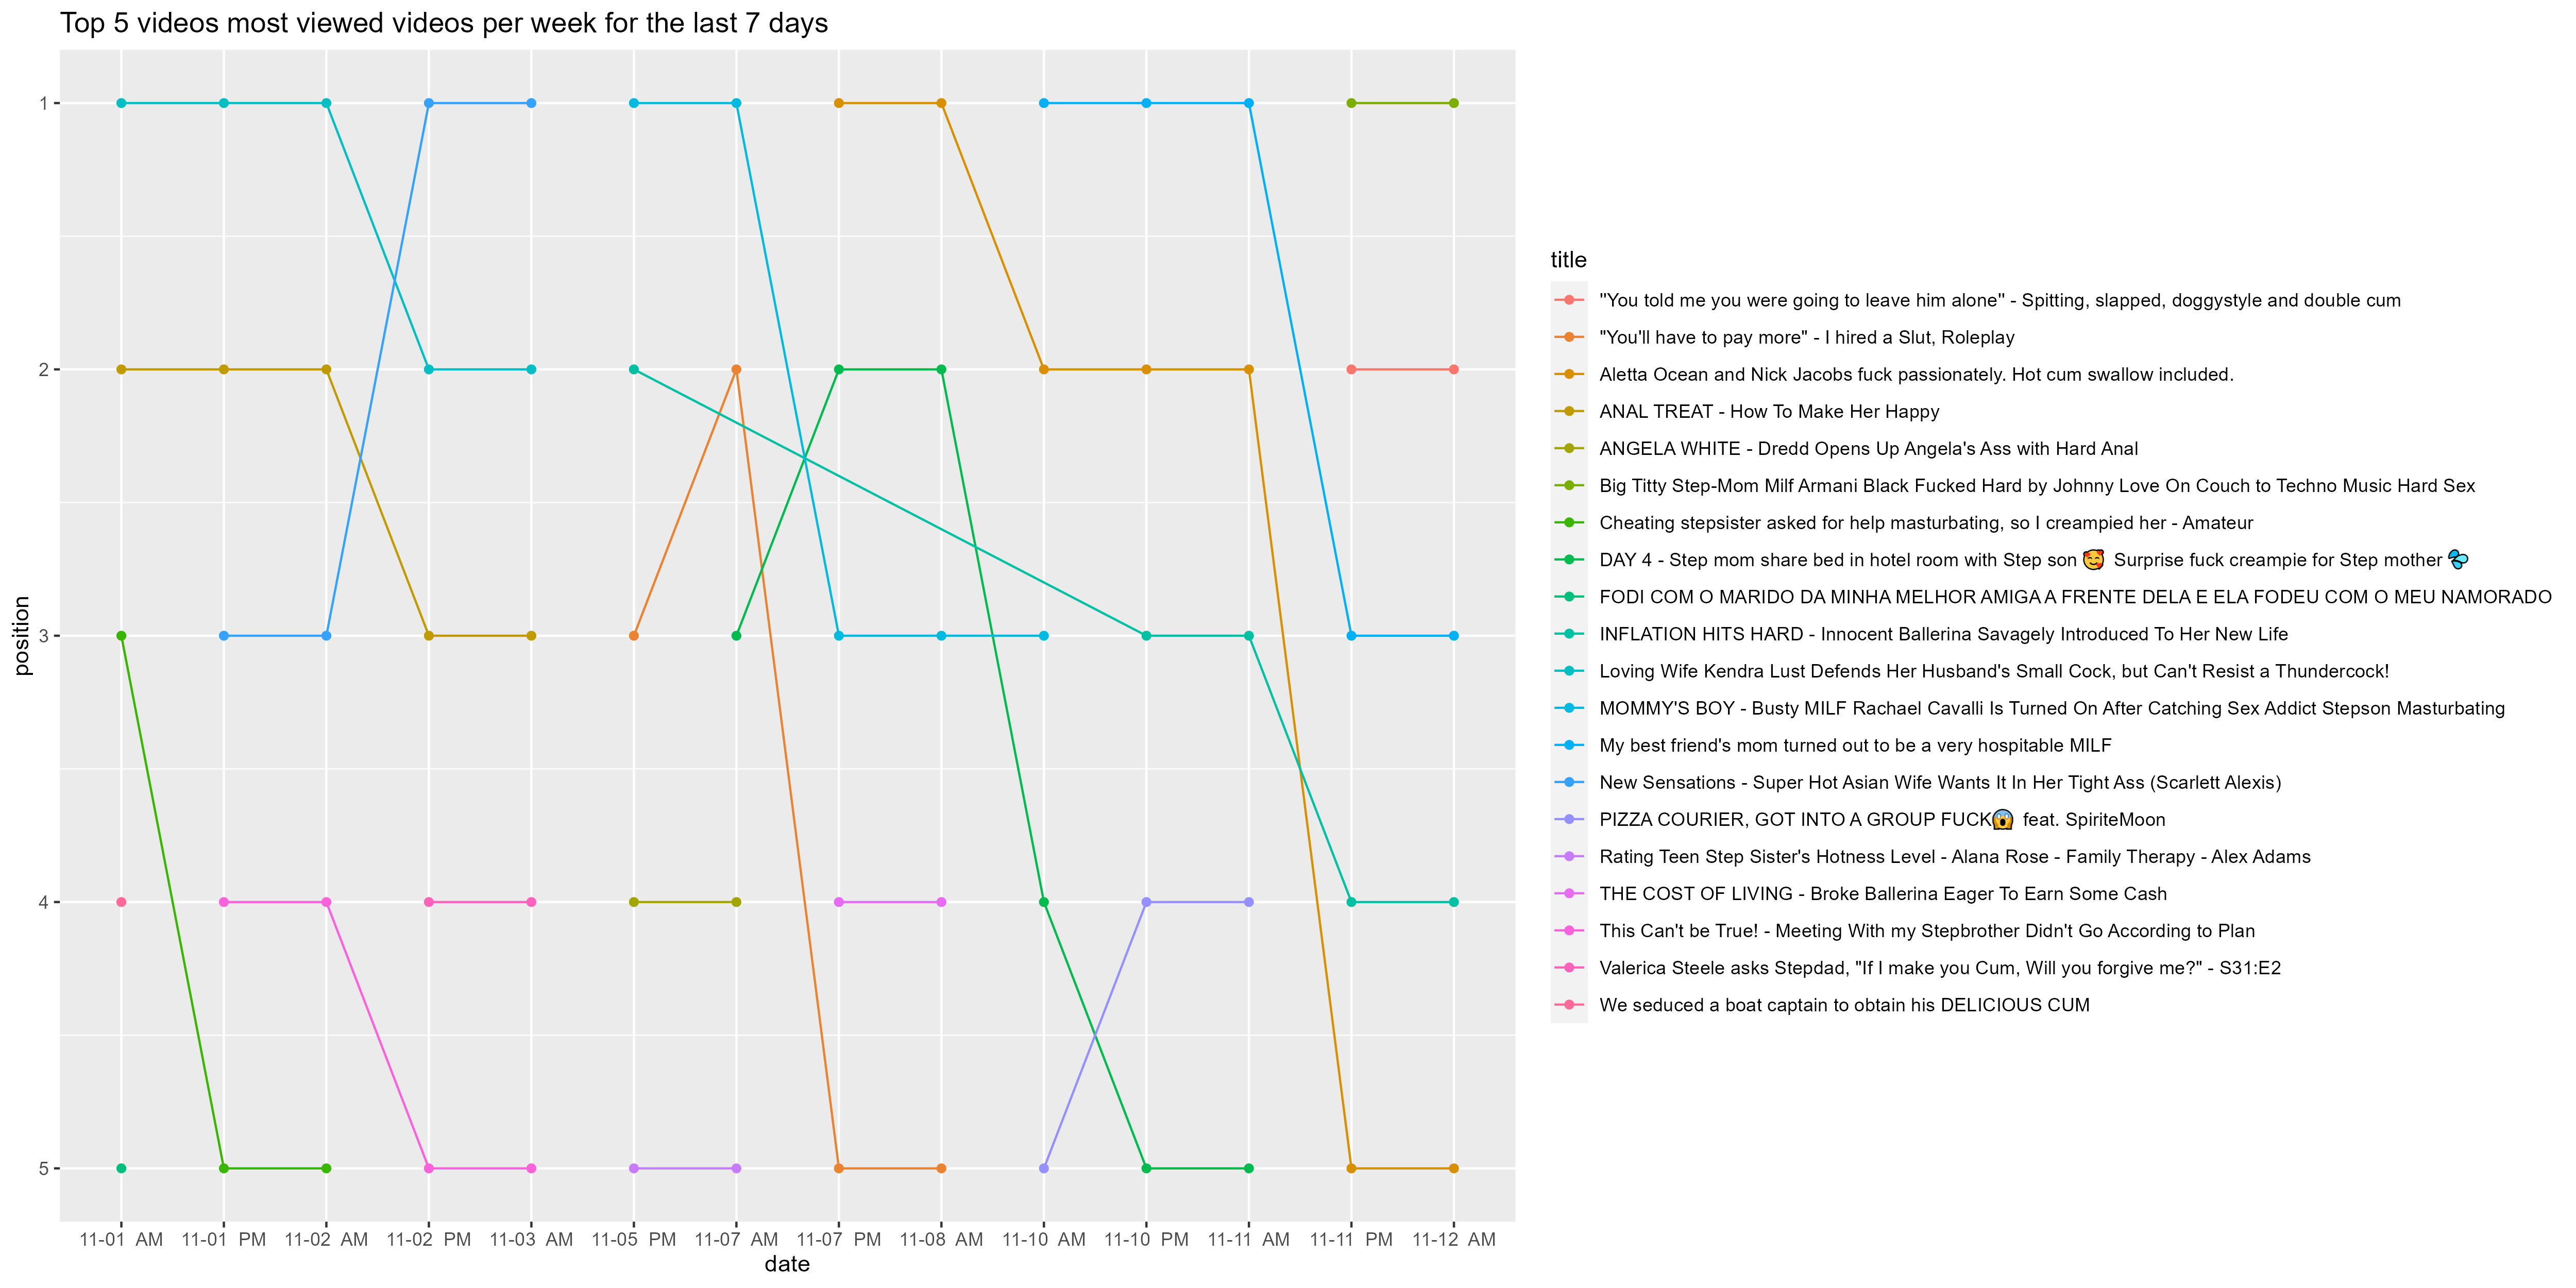 Top 5 videos most viewed videos per week for the last 7 days
position
1
2
3
4
5
11-01 AM
11-01 PM
11-02 AM
11-02 PM
11-03 AM
11-05 PM
11-07 AM
11-07 PM
11-08 AM
11-10 AM
11-10 PM
11-11 AM
11-11 PM
11-12 AM
date
title
"You told me you were going to leave him alone" - Spitting, slapped, doggystyle and double cum
"You'll have to pay more" - I hired a Slut, Roleplay
Aletta Ocean and Nick Jacobs fuck passionately. Hot cum swallow included.
ANAL TREAT - How To Make Her Happy
ANGELA WHITE - Dredd Opens Up Angela's Ass with Hard Anal
Big Titty Step-Mom Milf Armani Black Fucked Hard by Johnny Love On Couch to Techno Music Hard Sex
Cheating stepsister asked for help masturbating, so I creampied her - Amateur
DAY 4 - Step mom share bed in hotel room with Step son 🥰 Surprise fuck creampie for Step mother 💦
FODI COM O MARIDO DA MINHA MELHOR AMIGA A FRENTE DELA E ELA FODEU COM O MEU NAMORADO
INFLATION HITS HARD - Innocent Ballerina Savagely Introduced To Her New Life
Loving Wife Kendra Lust Defends Her Husband's Small Cock, but Can't Resist a Thundercock!
MOMMY'S BOY - Busty MILF Rachael Cavalli Is Turned On After Catching Sex Addict Stepson Masturbating
My best friend's mom turned out to be a very hospitable MILF
New Sensations - Super Hot Asian Wife Wants It In Her Tight Ass (Scarlett Alexis)
PIZZA COURIER, GOT INTO A GROUP FUCK😱 feat. SpiriteMoon
Rating Teen Step Sister's Hotness Level - Alana Rose - Family Therapy - Alex Adams
THE COST OF LIVING - Broke Ballerina Eager To Earn Some Cash
This Can't be True! - Meeting With my Stepbrother Didn't Go According to Plan
Valerica Steele asks Stepdad, "If I make you Cum, Will you forgive me?" - S31:E2
We seduced a boat captain to obtain his DELICIOUS CUM